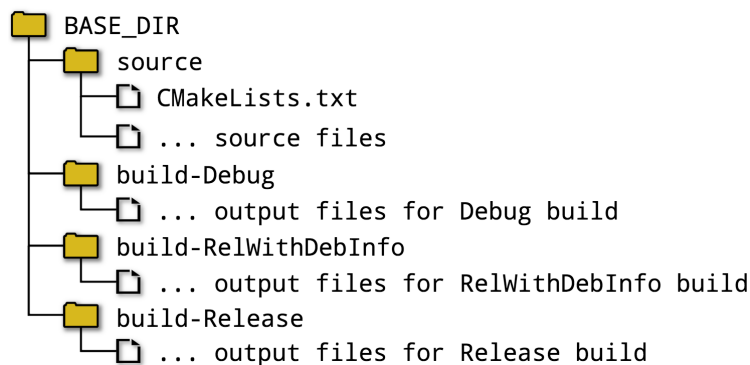 BASE_DIR
source
CMakeLists.txt
... source files
build-Debug
... output files for Debug build
build-RelWithDebInfo
... output files for RelWithDebInfo build
build-Release
... output files for Release build